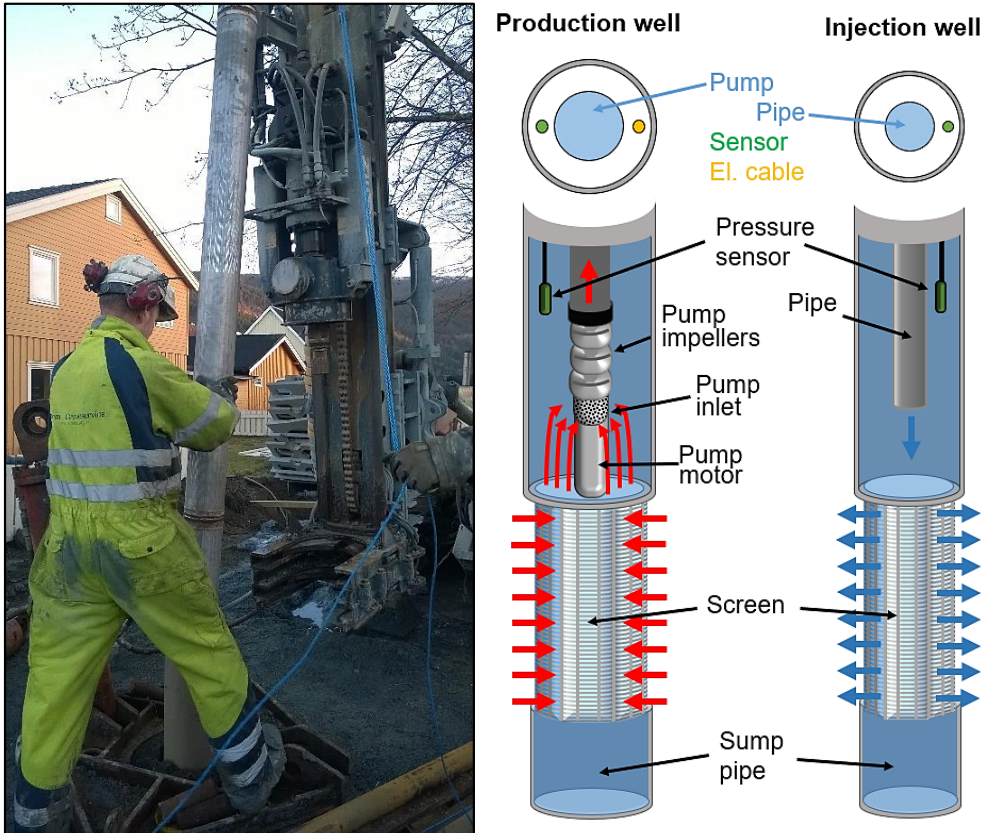 Production well
Injection well
Pump
Pipe
Sensor
El. cable
Pressure
sensor
Pipe
Pump
impellers
Pump
inlet
Pump
motor
Screen
Sump
pipe